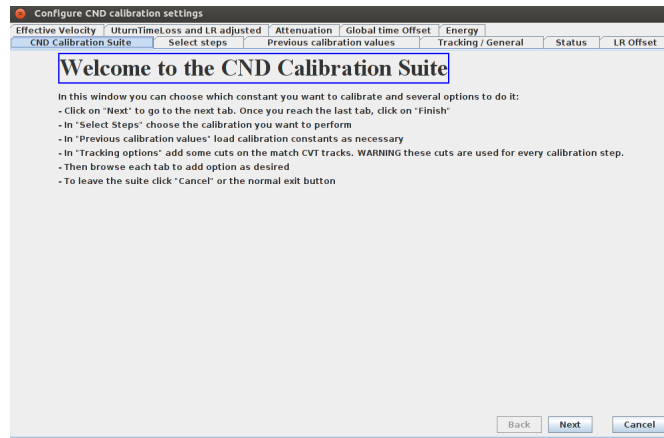 Configure CND calibration settings
Effective Velocity UturnTimeLoss and LR adjusted Attenuation Global time Offset Energy
CND Calibration Suite Select steps Previous calibration values Tracking / General Status LR Offset
Welcome to the CND Calibration Suite
In this window you can choose which constant you want to calibrate and several options to do it:
- Click on "Next" to go to the next tab. Once you reach the last tab, click on "Finish"
- In "Select Steps" choose the calibration you want to perform
- In "Previous calibration values" load calibration constants as necessary
- In "Tracking options" add some cuts on the match CVT tracks. WARNING these cuts are used for every calibration step.
- Then browse each tab to add option as desired
- To leave the suite click "Cancel" or the normal exit button
Back Next Cancel